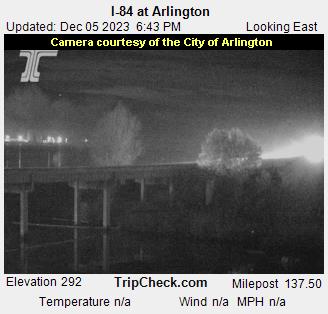 I-84 at Arlington
Updated: Dec 05 2023 6:43 PM Looking East
Camera courtesy of the City of Arlington
Elevation 292 TripCheck.com Milepost 137.50
Temperature n/a Wind n/a MPH n/a